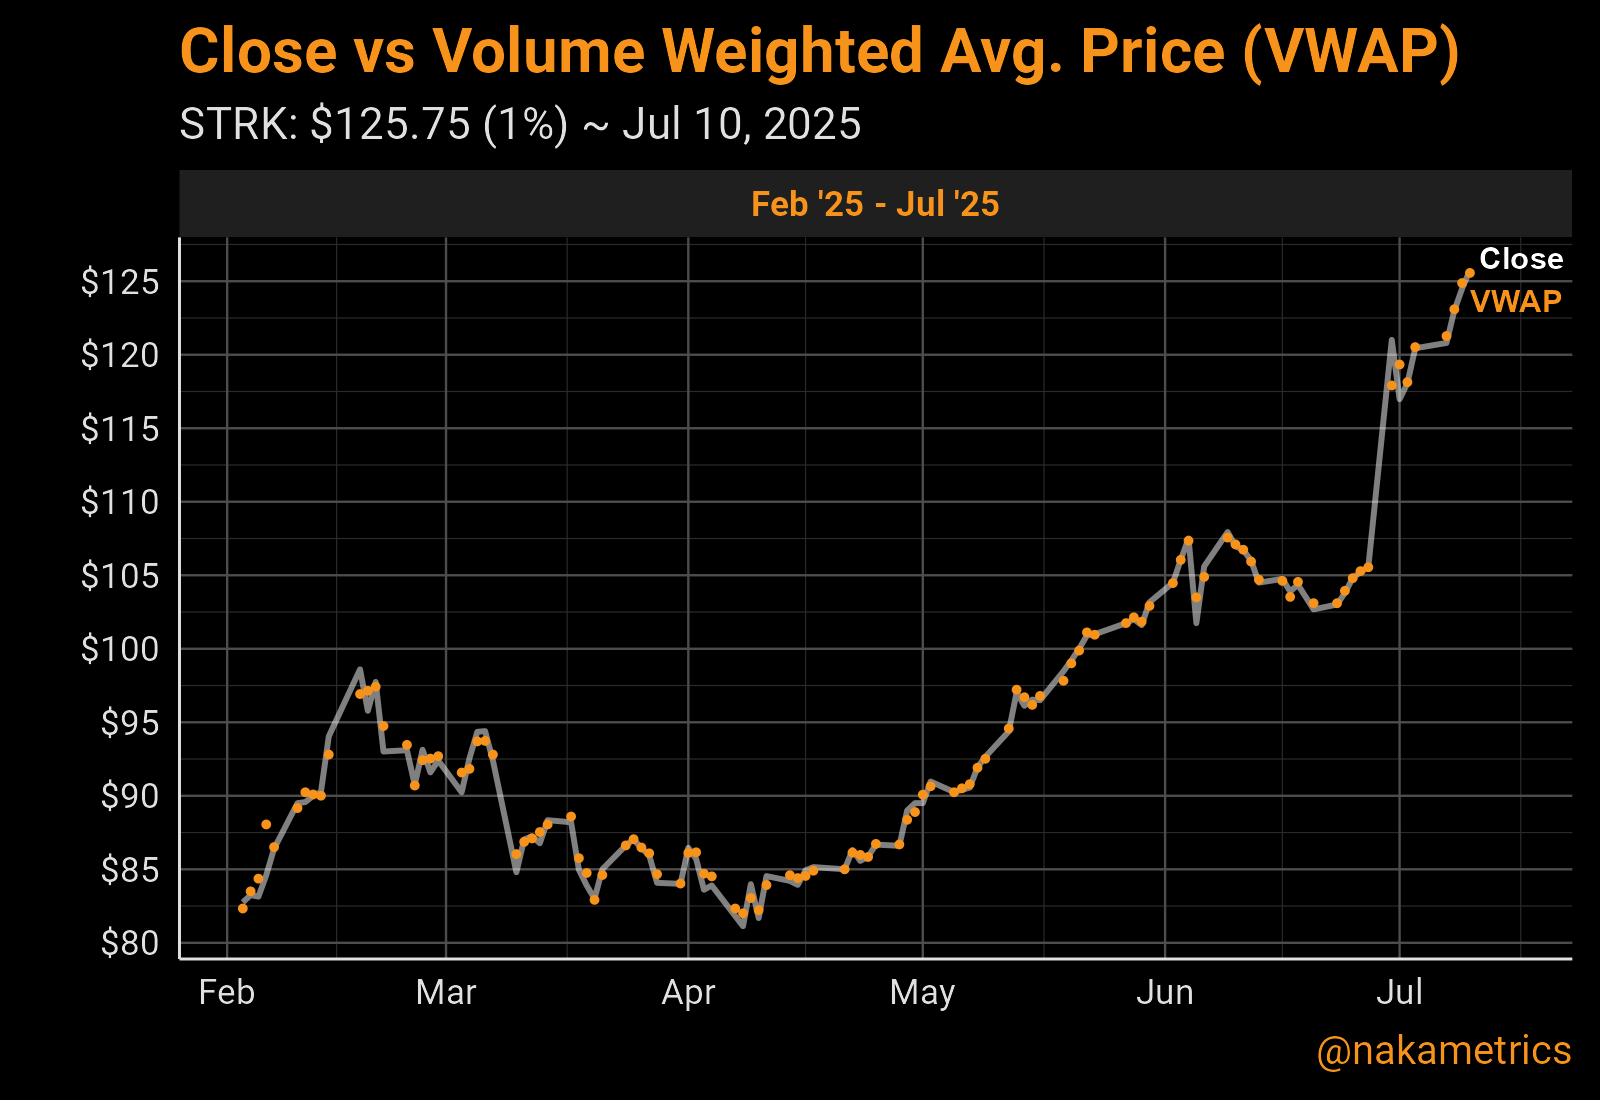 Close vs Volume Weighted Avg. Price (VWAP)
STRK: $125.75 (1%) ~ Jul 10, 2025
Feb '25 - Jul '25
Close
VWAP
$125
$120
$115
$110
$105
$100
$95
$90
$85
$80
Feb Mar Apr May Jun Jul
@nakametrics